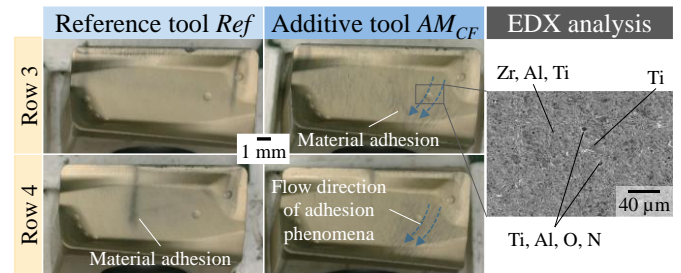 Reference tool Ref
Additive tool AM_CF
EDX analysis
Row 3
Zr, Al, Ti
Ti
Material adhesion
1 mm
Row 4
Flow direction
of adhesion
phenomena
Material adhesion
40 µm
Ti, Al, O, N